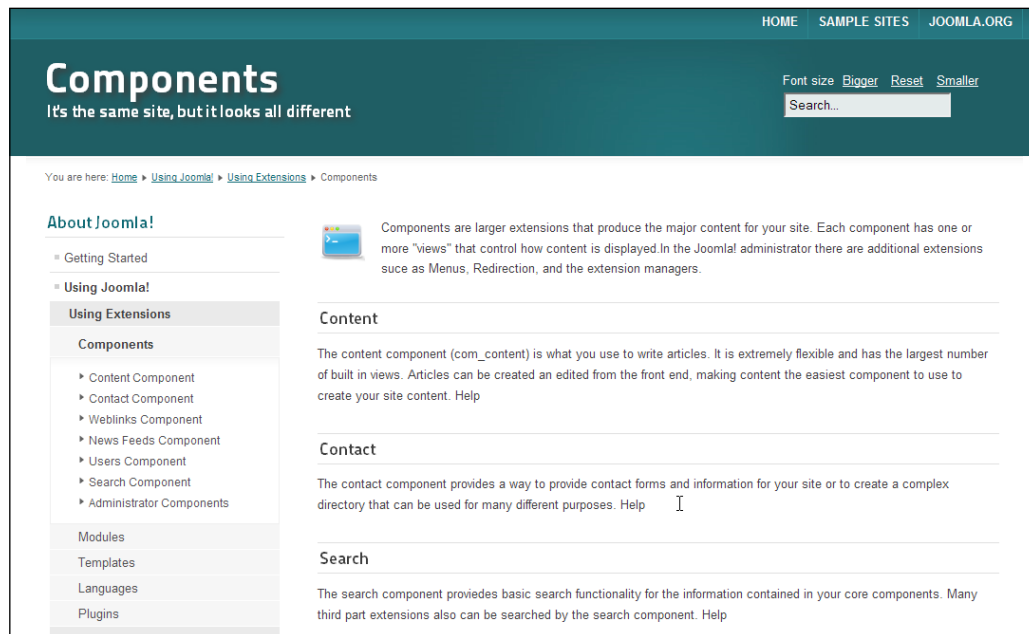 HOME SAMPLE SITES JOOMLA.ORG
Components
It's the same site, but it looks all different
Font size Bigger Reset Smaller
Search...
You are here: Home ▸ Using Joomla! ▸ Using Extensions ▸ Components
About Joomla!
Getting Started
Using Joomla!
Using Extensions
Components
Content Component
Contact Component
Weblinks Component
News Feeds Component
Users Component
Search Component
Administrator Components
Modules
Templates
Languages
Plugins
Components are larger extensions that produce the major content for your site. Each component has one or
more "views" that control how content is displayed.In the Joomla! administrator there are additional extensions
suce as Menus, Redirection, and the extension managers.
Content
The content component (com_content) is what you use to write articles. It is extremely flexible and has the largest number
of built in views. Articles can be created an edited from the front end, making content the easiest component to use to
create your site content. Help
Contact
The contact component provides a way to provide contact forms and information for your site or to create a complex
directory that can be used for many different purposes. Help
Search
The search component proviedes basic search functionality for the information contained in your core components. Many
third part extensions also can be searched by the search component. Help